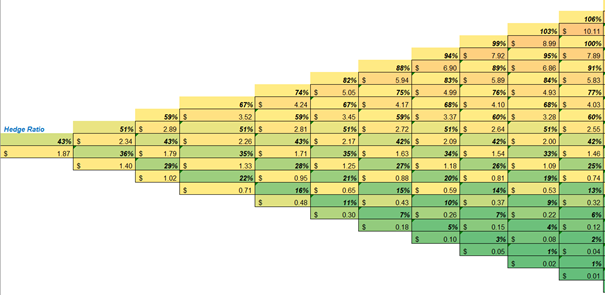 106%
103% $ 10.11
99% $ 8.99 100%
94% $ 7.92 95% $ 7.89
88% $ 6.90 89% $ 6.86 91%
82% $ 5.94 83% $ 5.89 84% $ 5.83
74% $ 5.05 75% $ 4.99 76% $ 4.93 77%
67% $ 4.24 67% $ 4.17 68% $ 4.10 68% $ 4.03
59% $ 3.52 59% $ 3.45 59% $ 3.37 60% $ 3.28 60%
Hedge Ratio 51% $ 2.89 51% $ 2.81 51% $ 2.72 51% $ 2.64 51% $ 2.55
43% $ 2.34 43% $ 2.26 43% $ 2.17 42% $ 2.09 42% $ 2.00 42%
$ 1.87 36% $ 1.79 35% $ 1.71 35% $ 1.63 34% $ 1.54 33% $ 1.46
$ 1.40 29% $ 1.33 28% $ 1.25 27% $ 1.18 26% $ 1.09 25%
$ 1.02 22% $ 0.95 21% $ 0.88 20% $ 0.81 19% $ 0.74
$ 0.71 16% $ 0.65 15% $ 0.59 14% $ 0.53 13%
$ 0.48 11% $ 0.43 10% $ 0.37 9% $ 0.32
$ 0.30 7% $ 0.26 7% $ 0.22 6%
$ 0.18 5% $ 0.15 4% $ 0.12
$ 0.10 3% $ 0.08 2%
$ 0.05 1% $ 0.04
$ 0.02 1%
$ 0.01